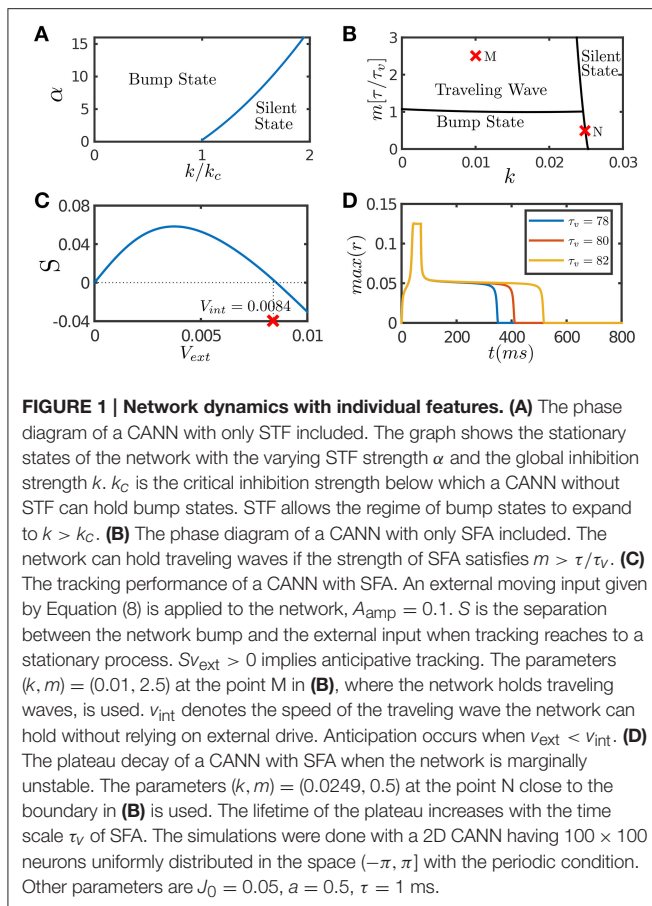 A
α
15
10
5
0
Bump State
Silent
State
0
1
2
k/k_c
B
m[τ/τ_v]
3
2
1
0
M
Traveling Wave
Bump State
Silent
State
N
0
0.01
0.02
0.03
k
C
S
0.08
0.04
0
-0.04
V_int = 0.0084
0
0.005
0.01
V_ext
D
max(r)
0.15
0.1
0.05
0
τ_v = 78
τ_v = 80
τ_v = 82
0
200
400
600
800
t(ms)
FIGURE 1 | Network dynamics with individual features. (A) The phase
diagram of a CANN with only STF included. The graph shows the stationary
states of the network with the varying STF strength α and the global inhibition
strength k. k_c is the critical inhibition strength below which a CANN without
STF can hold bump states. STF allows the regime of bump states to expand
to k > k_c. (B) The phase diagram of a CANN with only SFA included. The
network can hold traveling waves if the strength of SFA satisfies m > τ/τ_v. (C)
The tracking performance of a CANN with SFA. An external moving input given
by Equation (8) is applied to the network, A_amp = 0.1. S is the separation
between the network bump and the external input when tracking reaches to a
stationary process. Sv_ext > 0 implies anticipative tracking. The parameters
(k, m) = (0.01, 2.5) at the point M in (B), where the network holds traveling
waves, is used. v_int denotes the speed of the traveling wave the network can
hold without relying on external drive. Anticipation occurs when v_ext < v_int. (D)
The plateau decay of a CANN with SFA when the network is marginally
unstable. The parameters (k, m) = (0.0249, 0.5) at the point N close to the
boundary in (B) is used. The lifetime of the plateau increases with the time
scale τ_v of SFA. The simulations were done with a 2D CANN having 100 × 100
neurons uniformly distributed in the space (−π, π] with the periodic condition.
Other parameters are J_0 = 0.05, a = 0.5, τ = 1 ms.